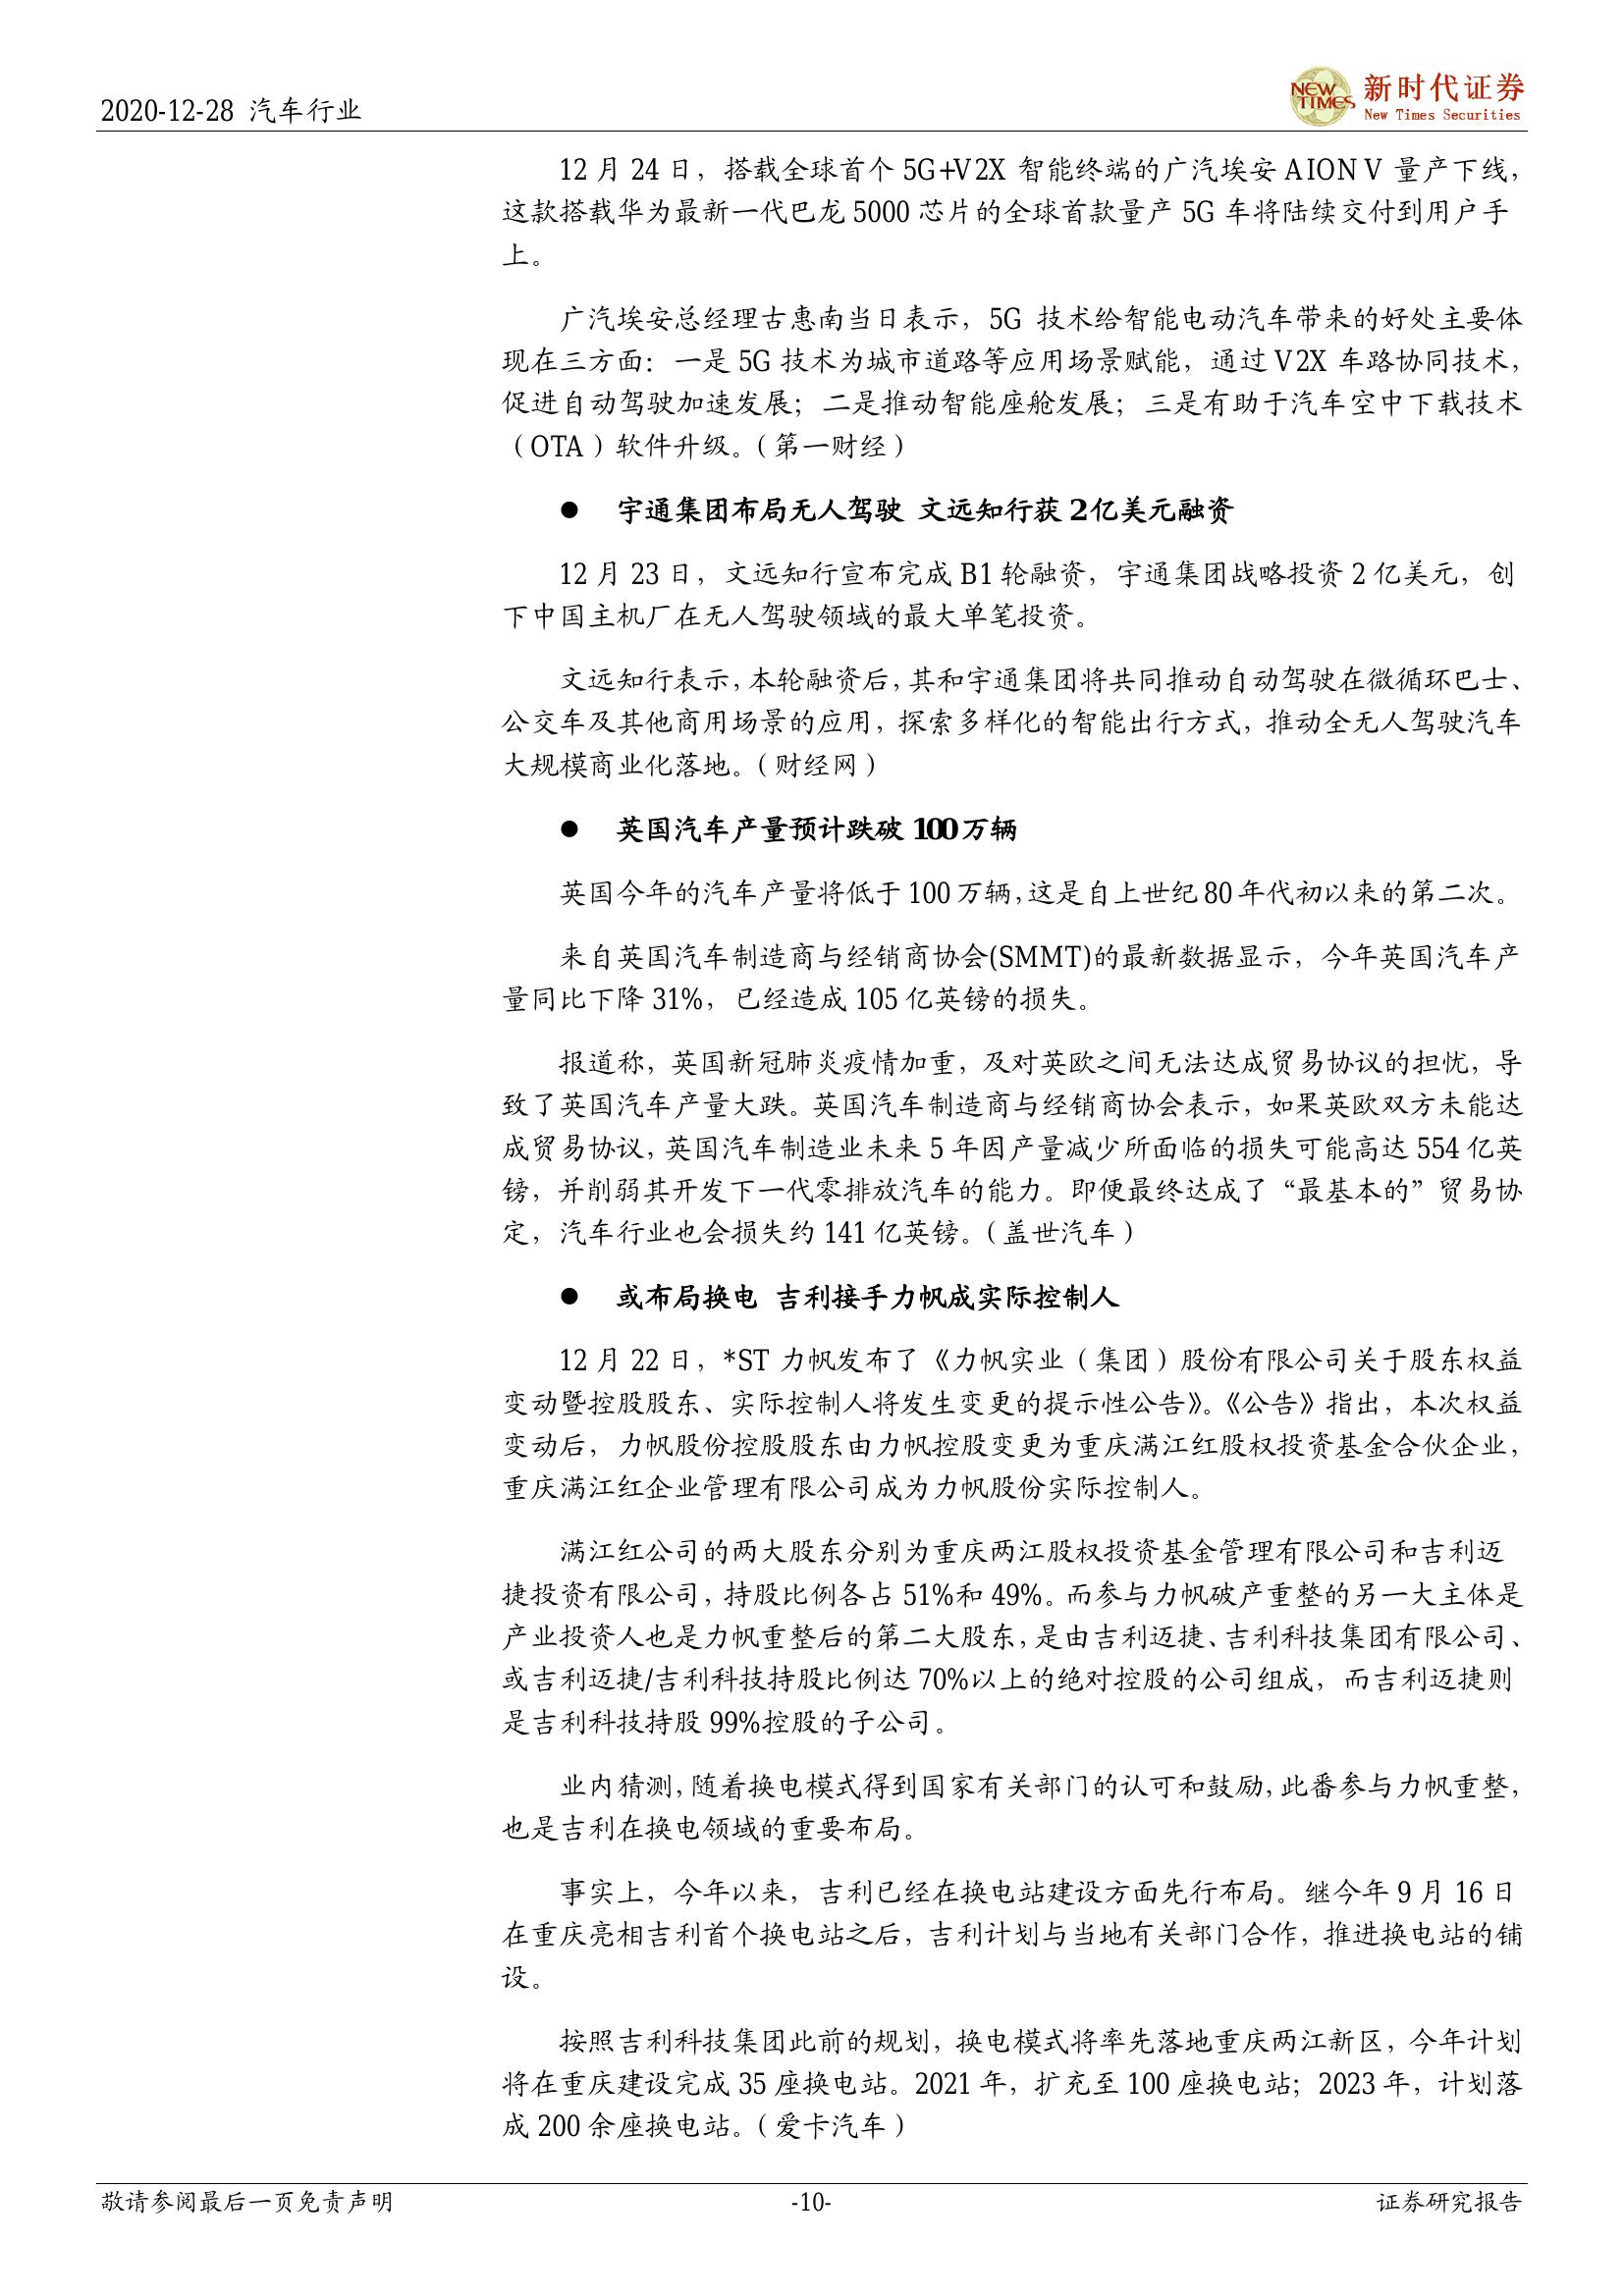 2020-12-28 汽车行业
NEW TIMES
新时代证券
New Times Securities
12 月 24 日，搭载全球首个 5G+V2X 智能终端的广汽埃安 AION V 量产下线，
这款搭载华为最新一代巴龙 5000 芯片的全球首款量产 5G 车将陆续交付到用户手
上。
广汽埃安总经理古惠南当日表示，5G 技术给智能电动汽车带来的好处主要体
现在三方面：一是 5G 技术为城市道路等应用场景赋能，通过 V2X 车路协同技术，
促进自动驾驶加速发展；二是推动智能座舱发展；三是有助于汽车空中下载技术
（OTA）软件升级。（第一财经）
● 宇通集团布局无人驾驶 文远知行获 2亿美元融资
12 月 23 日，文远知行宣布完成 B1 轮融资，宇通集团战略投资 2 亿美元，创
下中国主机厂在无人驾驶领域的最大单笔投资。
文远知行表示，本轮融资后，其和宇通集团将共同推动自动驾驶在微循环巴士、
公交车及其他商用场景的应用，探索多样化的智能出行方式，推动全无人驾驶汽车
大规模商业化落地。（财经网）
● 英国汽车产量预计跌破 100万辆
英国今年的汽车产量将低于 100 万辆，这是自上世纪 80 年代初以来的第二次。
来自英国汽车制造商与经销商协会(SMMT)的最新数据显示，今年英国汽车产
量同比下降 31%，已经造成 105 亿英镑的损失。
报道称，英国新冠肺炎疫情加重，及对英欧之间无法达成贸易协议的担忧，导
致了英国汽车产量大跌。英国汽车制造商与经销商协会表示，如果英欧双方未能达
成贸易协议，英国汽车制造业未来 5 年因产量减少所面临的损失可能高达 554 亿英
镑，并削弱其开发下一代零排放汽车的能力。即便最终达成了“最基本的”贸易协
定，汽车行业也会损失约 141 亿英镑。（盖世汽车）
● 或布局换电 吉利接手力帆成实际控制人
12 月 22 日，*ST 力帆发布了《力帆实业（集团）股份有限公司关于股东权益
变动暨控股股东、实际控制人将发生变更的提示性公告》。《公告》指出，本次权益
变动后，力帆股份控股股东由力帆控股变更为重庆满江红股权投资基金合伙企业，
重庆满江红企业管理有限公司成为力帆股份实际控制人。
满江红公司的两大股东分别为重庆两江股权投资基金管理有限公司和吉利迈
捷投资有限公司，持股比例各占 51%和 49%。而参与力帆破产重整的另一大主体是
产业投资人也是力帆重整后的第二大股东，是由吉利迈捷、吉利科技集团有限公司、
或吉利迈捷/吉利科技持股比例达 70%以上的绝对控股的公司组成，而吉利迈捷则
是吉利科技持股 99%控股的子公司。
业内猜测，随着换电模式得到国家有关部门的认可和鼓励，此番参与力帆重整，
也是吉利在换电领域的重要布局。
事实上，今年以来，吉利已经在换电站建设方面先行布局。继今年 9 月 16 日
在重庆亮相吉利首个换电站之后，吉利计划与当地有关部门合作，推进换电站的铺
设。
按照吉利科技集团此前的规划，换电模式将率先落地重庆两江新区，今年计划
将在重庆建设完成 35 座换电站。2021 年，扩充至 100 座换电站；2023 年，计划落
成 200 余座换电站。（爱卡汽车）
敬请参阅最后一页免责声明
-10-
证券研究报告